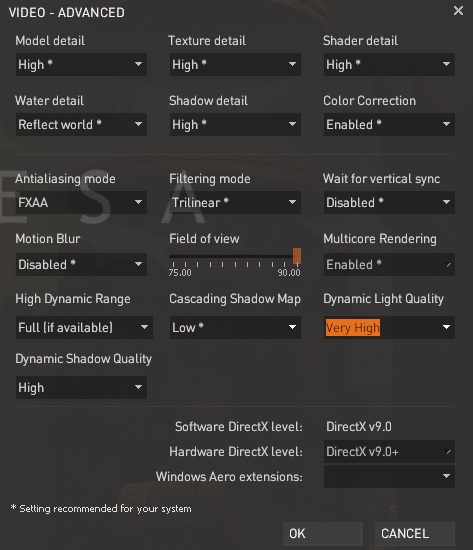 VIDEO - ADVANCED
Model detail Texture detail Shader detail
High * High * High *
Water detail Shadow detail Color Correction
Reflect world * High * Enabled *
E S A
Antialiasing mode Filtering mode Wait for vertical sync
FXAA Trilinear * Disabled *
Motion Blur Field of view Multicore Rendering
Disabled * Enabled *
75.00 90.00
High Dynamic Range Cascading Shadow Map Dynamic Light Quality
Full (if available) Low * Very High
Dynamic Shadow Quality
High
Software DirectX level: DirectX v9.0
Hardware DirectX level: DirectX v9.0+
Windows Aero extensions:
* Setting recommended for your system
OK CANCEL